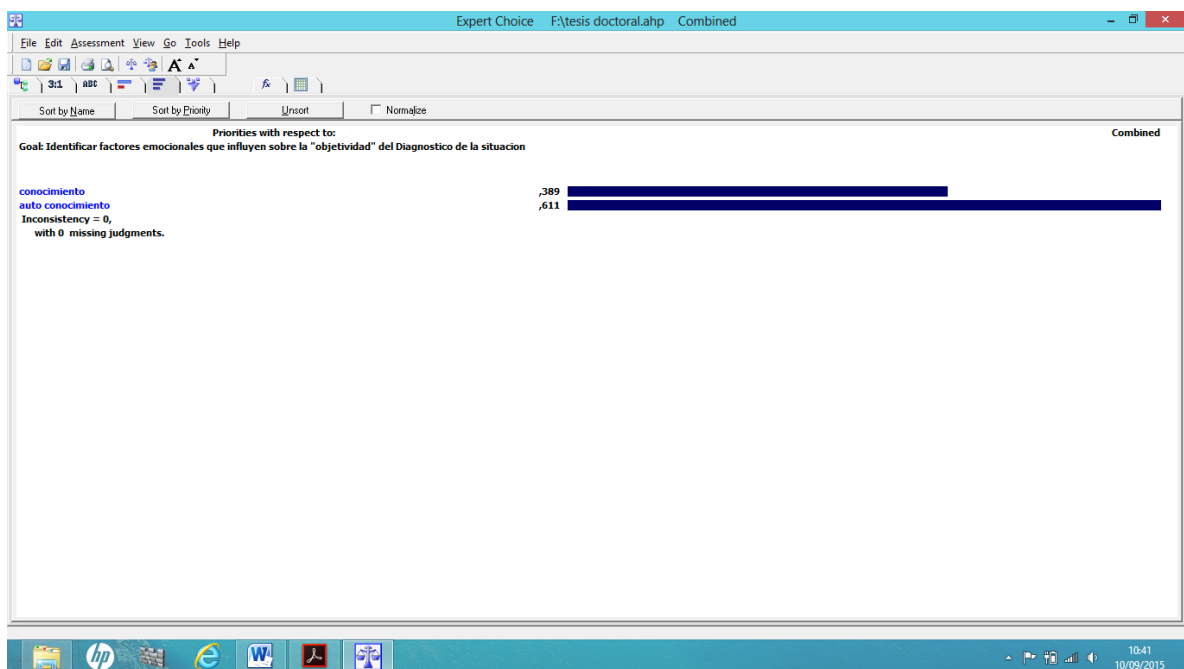 Expert Choice F:\tesis doctoral.ahp Combined
File Edit Assessment View Go Tools Help
A A
3:1 ABC fx
Sort by Name Sort by Priority Unsort Normalize
Priorities with respect to: Combined
Goal: Identificar factores emocionales que influyen sobre la "objetividad" del Diagnostico de la situacion
conocimiento ,389
auto conocimiento ,611
Inconsistency = 0,
with 0 missing judgments.
hp W
10:41
10/09/2015